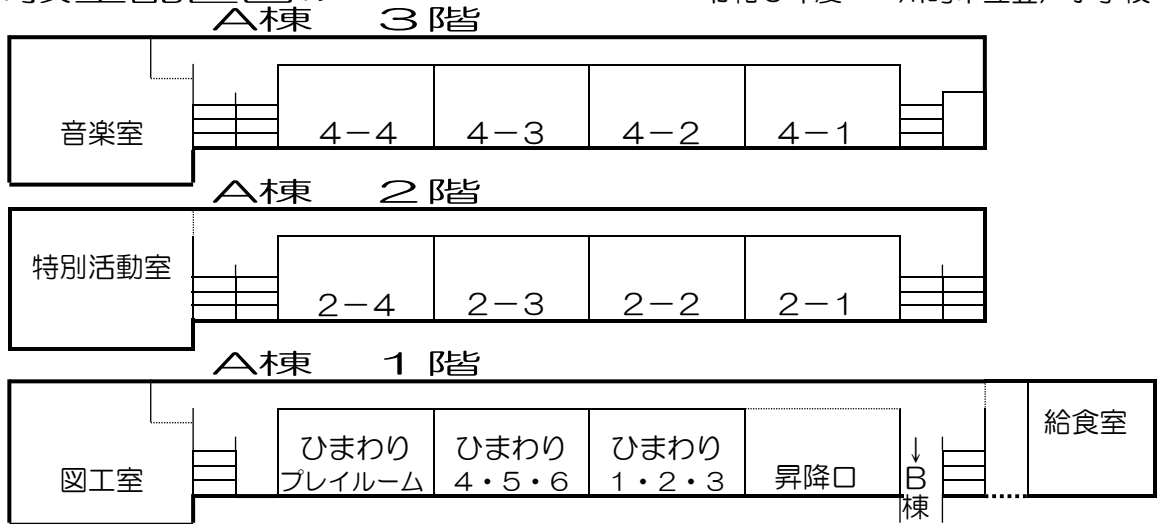 A棟　３階
音楽室
４－４　４－３　４－２　４－１
A棟　２階
特別活動室
２－４　２－３　２－２　２－１
A棟　１階
給食室
ひまわり　ひまわり　ひまわり
図工室　プレイルーム　４・５・６　１・２・３　昇降口
↓
B
棟